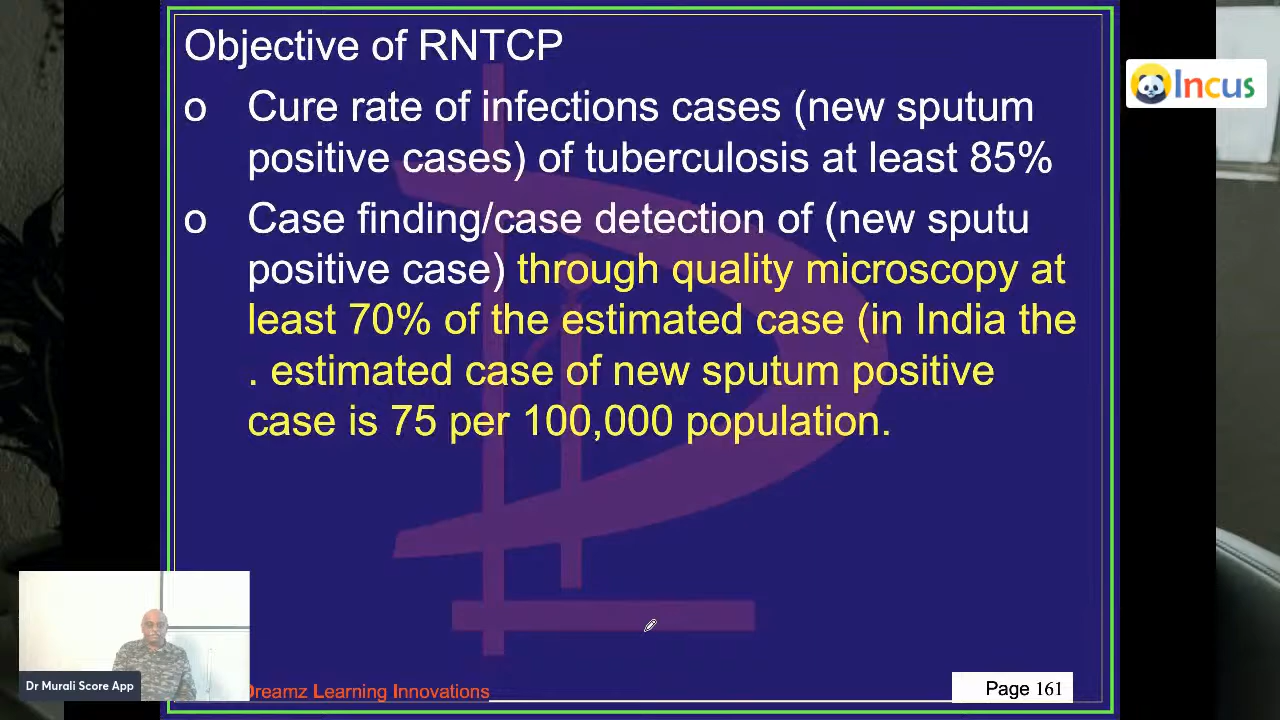 Objective of RNTCP
o Cure rate of infections cases (new sputum
positive cases) of tuberculosis at least 85%
o Case finding/case detection of (new sputu
positive case) through quality microscopy at
least 70% of the estimated case (in India the
. estimated case of new sputum positive
case is 75 per 100,000 population.
Incus
Dr Murali Score App
Dreamz Learning Innovations
Page 161